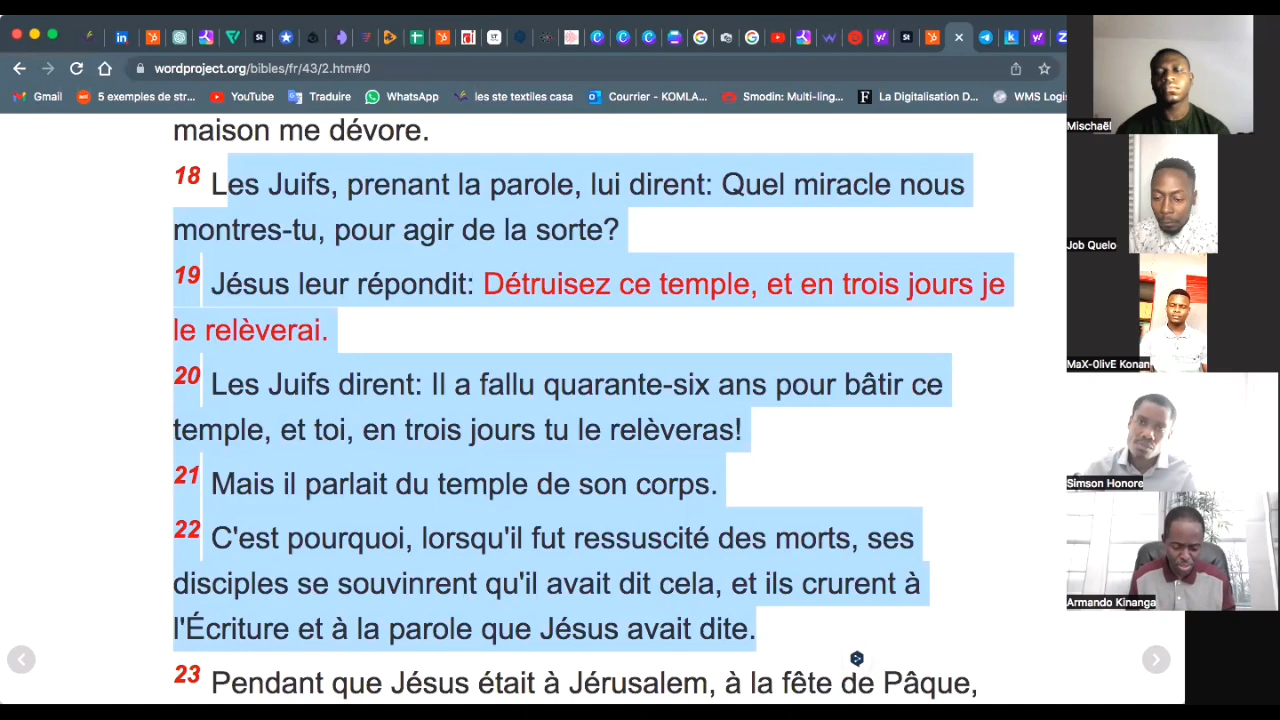 wordproject.org/bibles/fr/43/2.htm#0
Gmail
5 exemples de str...
YouTube
Traduire
WhatsApp
les ste textiles casa
Courrier - KOMLA...
Smodin: Multi-ling...
La Digitalisation D...
WMS Logis
maison me dévore.
18 Les Juifs, prenant la parole, lui dirent: Quel miracle nous
montres-tu, pour agir de la sorte?
19 Jésus leur répondit: Détruisez ce temple, et en trois jours je
le relèverai.
20 Les Juifs dirent: Il a fallu quarante-six ans pour bâtir ce
temple, et toi, en trois jours tu le relèveras!
21 Mais il parlait du temple de son corps.
22 C'est pourquoi, lorsqu'il fut ressuscité des morts, ses
disciples se souvinrent qu'il avait dit cela, et ils crurent à
l'Écriture et à la parole que Jésus avait dite.
23 Pendant que Jésus était à Jérusalem, à la fête de Pâque,
Mischaël
Job Quelo
MaX-0livE Konan
Simson Honore
Armando Kinanga